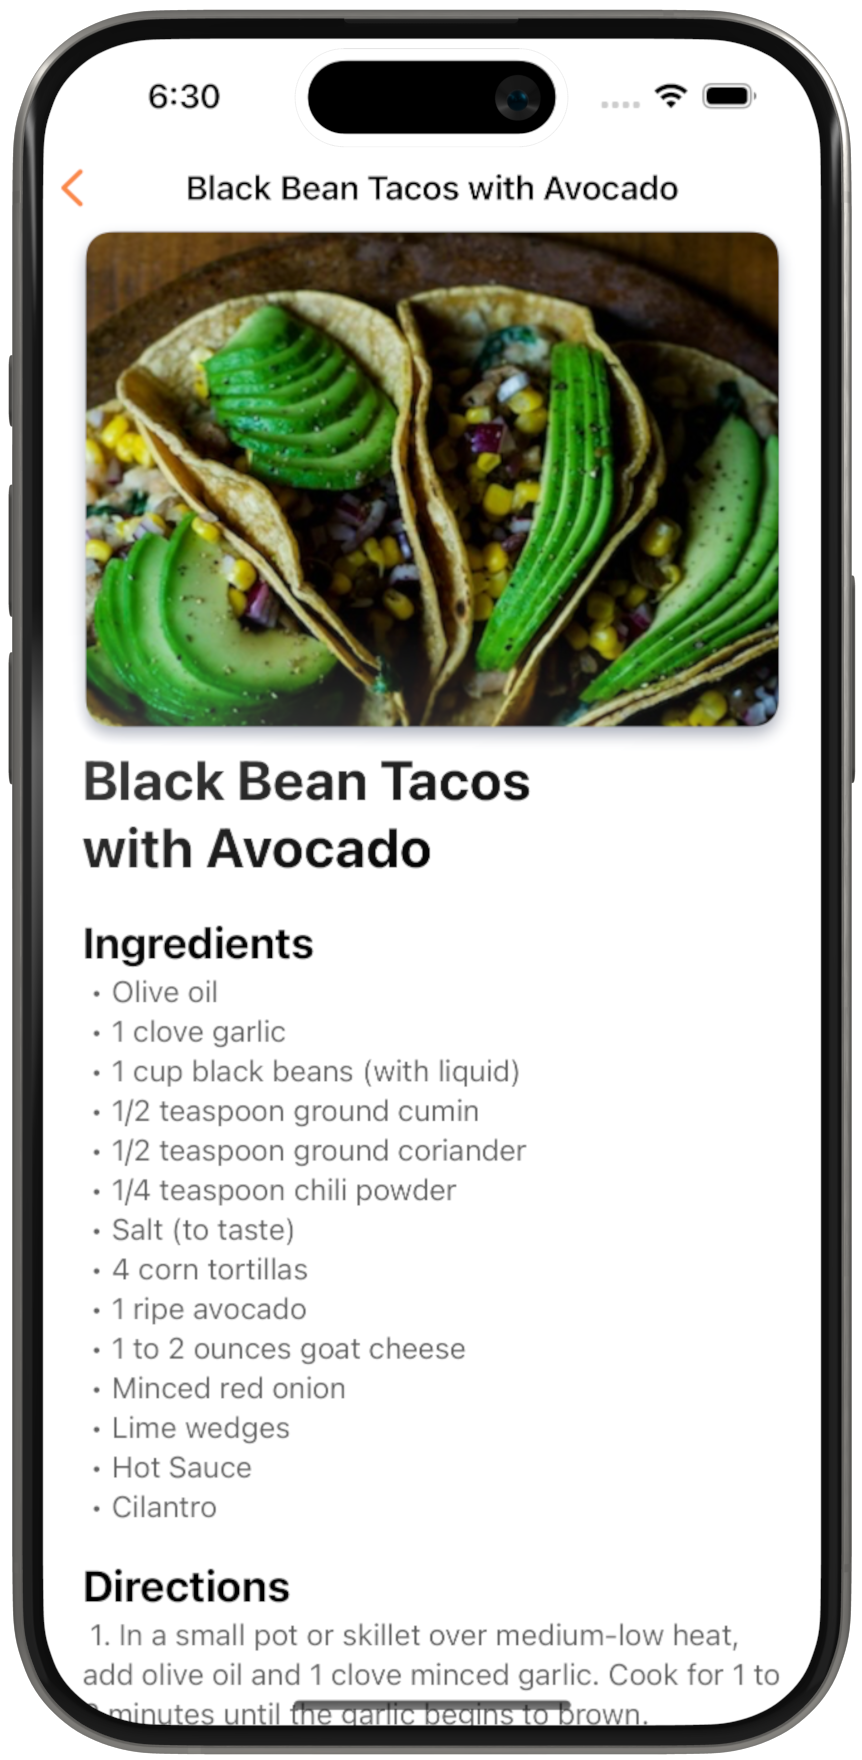 6:30
Black Bean Tacos with Avocado
Black Bean Tacos
with Avocado
Ingredients
• Olive oil
• 1 clove garlic
• 1 cup black beans (with liquid)
• 1/2 teaspoon ground cumin
• 1/2 teaspoon ground coriander
• 1/4 teaspoon chili powder
• Salt (to taste)
• 4 corn tortillas
• 1 ripe avocado
• 1 to 2 ounces goat cheese
• Minced red onion
• Lime wedges
• Hot Sauce
• Cilantro
Directions
1. In a small pot or skillet over medium-low heat,
add olive oil and 1 clove minced garlic. Cook for 1 to
minutes until the garlic begins to brown.